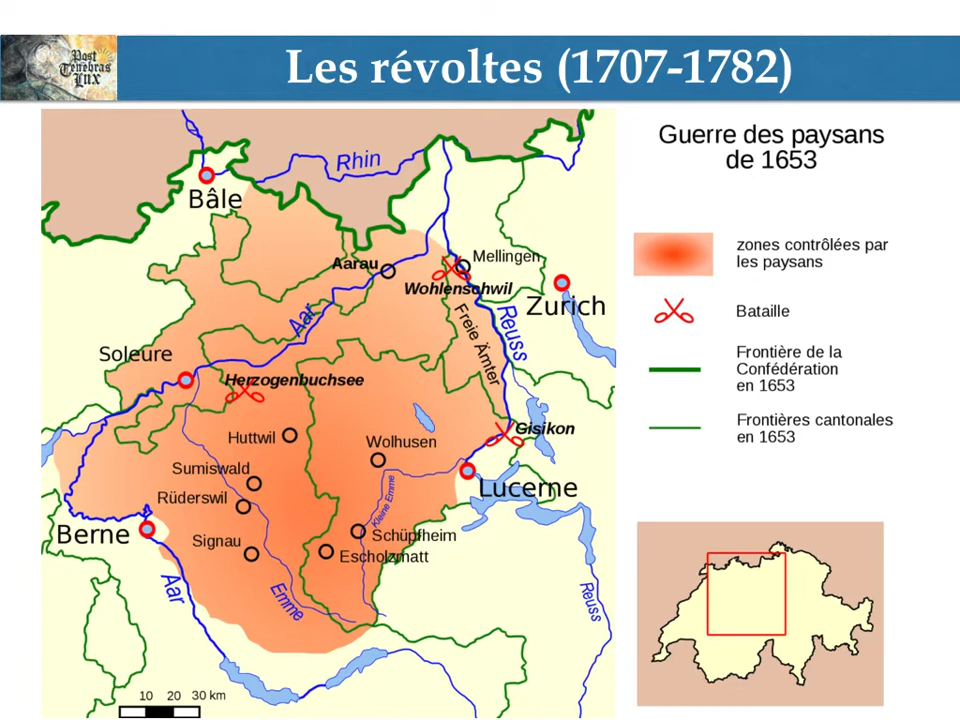 Post
Tenebras
Lux
Les révoltes (1707-1782)
Guerre des paysans
de 1653
Rhin
Bâle
Aarau
Mellingen
Wohlenschwil
Zurich
Aar
Freie Ämter
Reuss
Soleure
Herzogenbuchsee
Huttwil
Wolhusen
Gisikon
Sumiswald
Lucerne
Rüderswil
Kleine Emme
Berne
Signau
Schüpfheim
Escholzmatt
Aar
Emme
Reuss
10 20 30 km
zones contrôlées par
les paysans
Bataille
Frontière de la
Confédération
en 1653
Frontières cantonales
en 1653